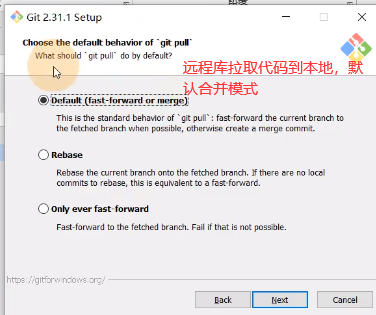 Git 2.31.1 Setup
Choose the default behavior of `git pull`
What should `git pull` do by default?
远程库拉取代码到本地，默
认合并模式
Default (fast-forward or merge)
This is the standard behavior of `git pull`: fast-forward the current branch to
the fetched branch when possible, otherwise create a merge commit.
Rebase
Rebase the current branch onto the fetched branch. If there are no local
commits to rebase, this is equivalent to a fast-forward.
Only ever fast-forward
Fast-forward to the fetched branch. Fail if that is not possible.
https://gitforwindows.org/
Back
Next
Cancel